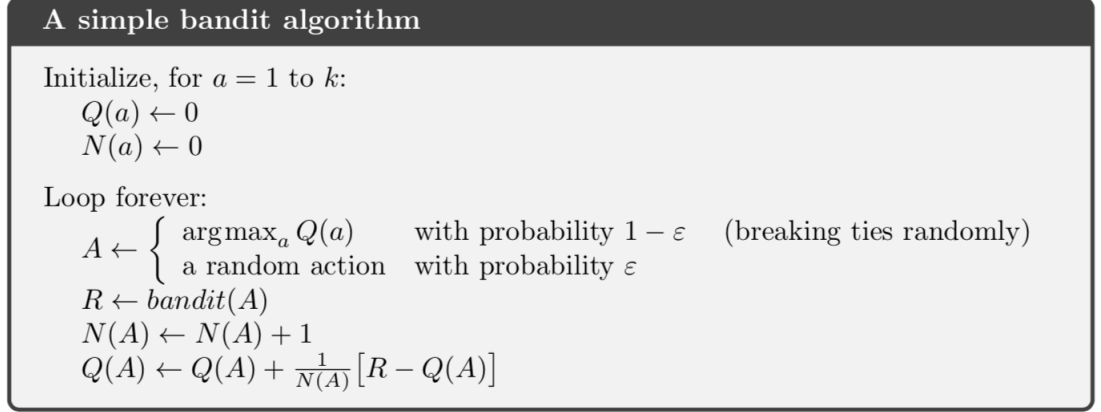 A simple bandit algorithm
Initialize, for a = 1 to k:
Q(a) ← 0
N(a) ← 0
Loop forever:
A ← { argmax_a Q(a) with probability 1 − ε (breaking ties randomly)
a random action with probability ε
R ← bandit(A)
N(A) ← N(A) + 1
Q(A) ← Q(A) + 1/N(A) [R − Q(A)]